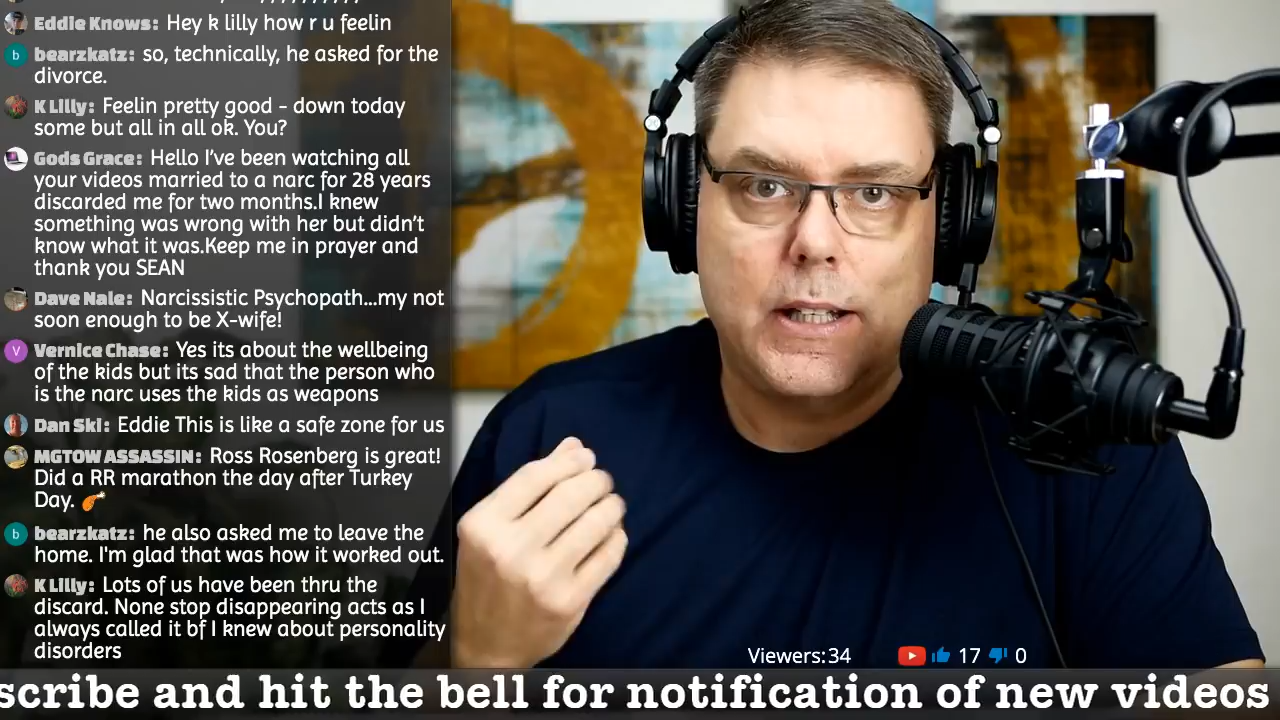 Eddie Knows: Hey k lilly how r u feelin
b bearzkatz: so, technically, he asked for the
divorce.
K Lilly: Feelin pretty good - down today
some but all in all ok. You?
Gods Grace: Hello I've been watching all
your videos married to a narc for 28 years
discarded me for two months.I knew
something was wrong with her but didn't
know what it was.Keep me in prayer and
thank you SEAN
Dave Nale: Narcissistic Psychopath...my not
soon enough to be X-wife!
V Vernice Chase: Yes its about the wellbeing
of the kids but its sad that the person who
is the narc uses the kids as weapons
Dan Ski: Eddie This is like a safe zone for us
MGTOW ASSASSIN: Ross Rosenberg is great!
Did a RR marathon the day after Turkey
Day. 🍗
b bearzkatz: he also asked me to leave the
home. I'm glad that was how it worked out.
K Lilly: Lots of us have been thru the
discard. None stop disappearing acts as I
always called it bf I knew about personality
disorders
Viewers:34 17 0
scribe and hit the bell for notification of new videos